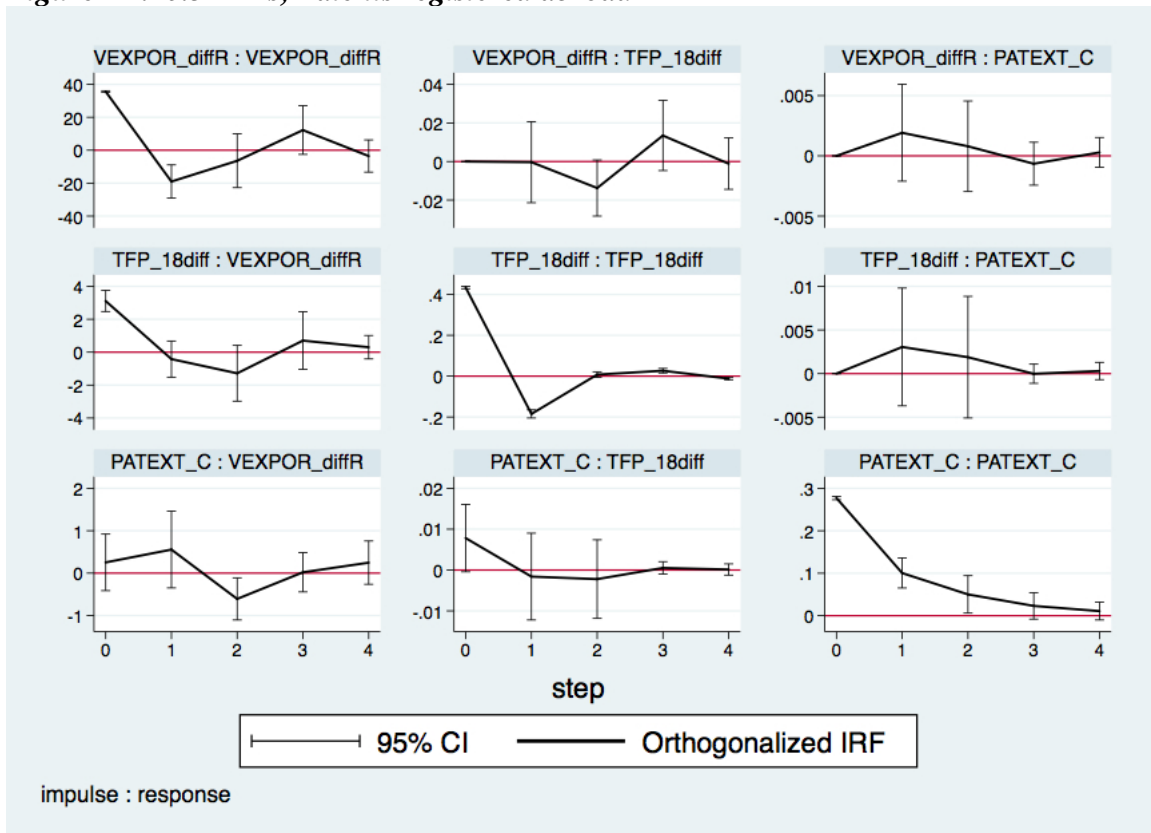 VEXPOR_diffR : VEXPOR_diffR
VEXPOR_diffR : TFP_18diff
VEXPOR_diffR : PATEXT_C
40
20
0
-20
-40
.04
.02
0
-.02
.005
0
-.005
TFP_18diff : VEXPOR_diffR
TFP_18diff : TFP_18diff
TFP_18diff : PATEXT_C
4
2
0
-2
-4
.4
.2
0
-.2
.01
.005
0
-.005
PATEXT_C : VEXPOR_diffR
PATEXT_C : TFP_18diff
PATEXT_C : PATEXT_C
2
1
0
-1
.02
.01
0
-.01
.3
.2
.1
0
0 1 2 3 4
0 1 2 3 4
0 1 2 3 4
step
95% CI
Orthogonalized IRF
impulse : response